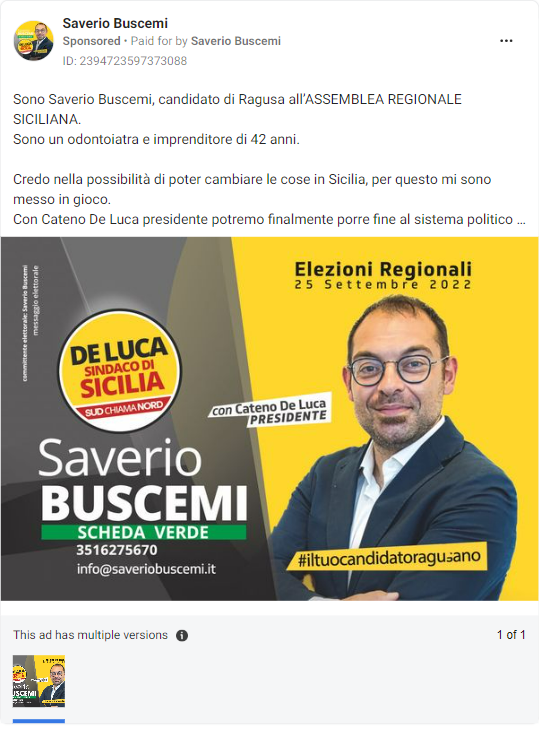 Saverio Buscemi
Sponsored • Paid for by Saverio Buscemi
ID: 2394723597373088
Sono Saverio Buscemi, candidato di Ragusa all'ASSEMBLEA REGIONALE
SICILIANA.
Sono un odontoiatra e imprenditore di 42 anni.
Credo nella possibilità di poter cambiare le cose in Sicilia, per questo mi sono
messo in gioco.
Con Cateno De Luca presidente potremo finalmente porre fine al sistema politico ...
committente elettorale: Saverio Buscemi
messaggio elettorale
Elezioni Regionali
25 Settembre 2022
DE LUCA
SINDACO DI
SICILIA
SUD CHIAMA NORD
con Cateno De Luca
PRESIDENTE
Saverio
BUSCEMI
SCHEDA VERDE
3516275670
info@saveriobuscemi.it
#iltuocandidatoragusano
This ad has multiple versions
1 of 1
BUSCEMI